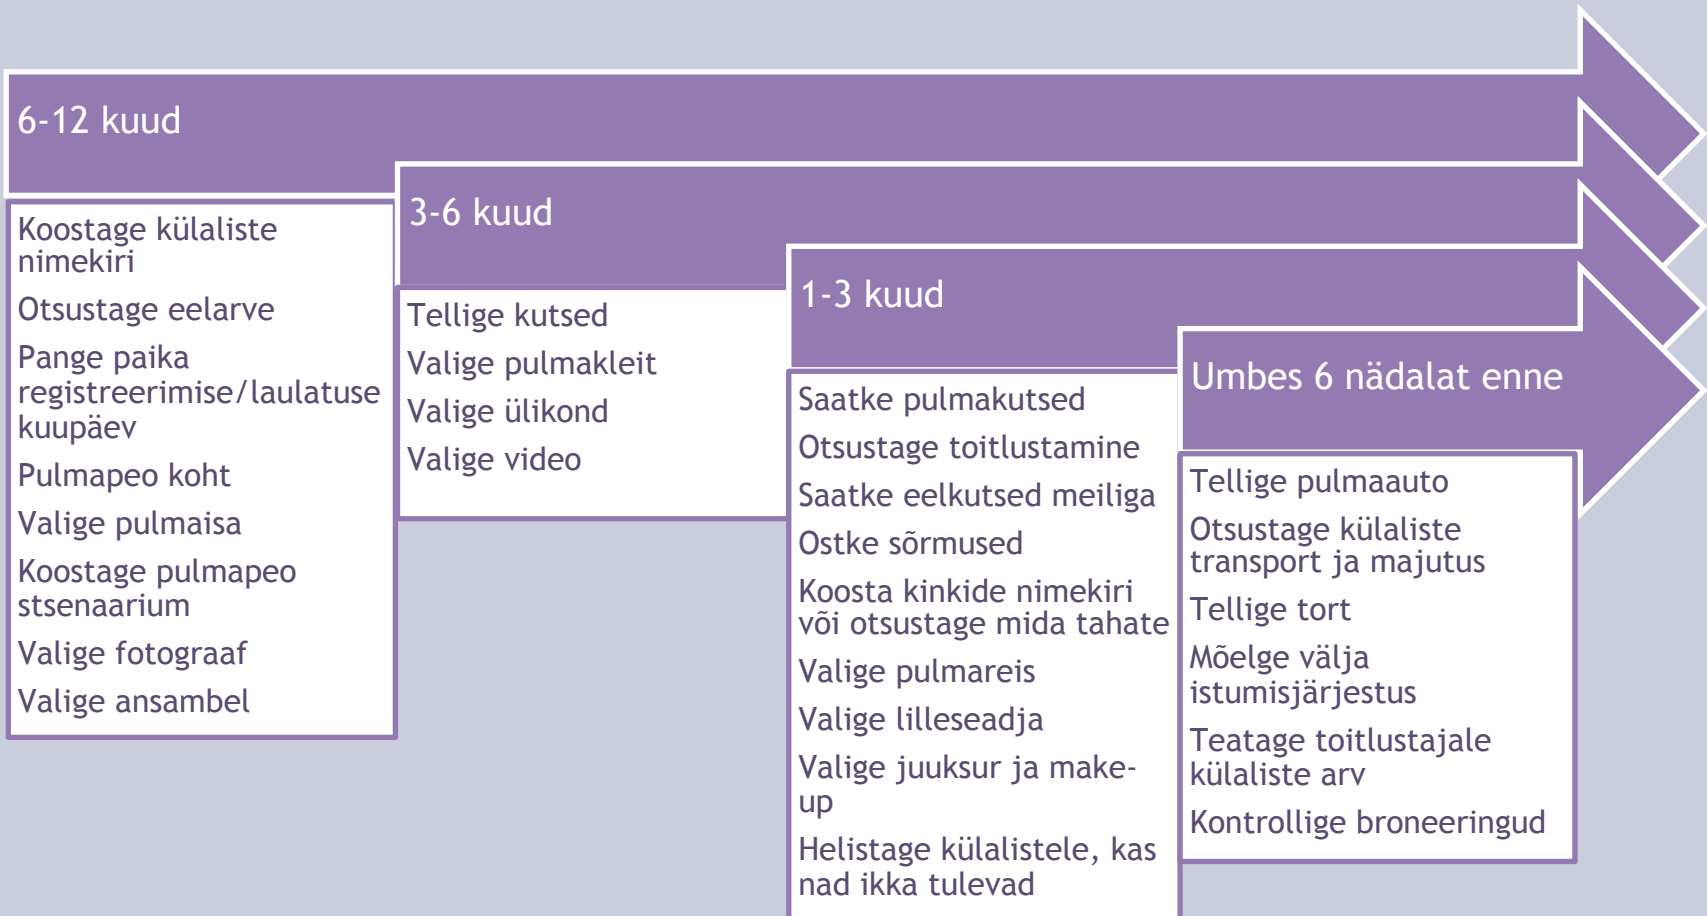 6-12 kuud
Koostage külaliste
nimekiri
Otsustage eelarve
Pange paika
registreerimise/laulatuse
kuupäev
Pulmapeo koht
Valige pulmaisa
Koostage pulmapeo
stsenaarium
Valige fotograaf
Valige ansambel
3-6 kuud
Tellige kutsed
Valige pulmakleit
Valige ülikond
Valige video
1-3 kuud
Saatke pulmakutsed
Otsustage toitlustamine
Saatke eelkutsed meiliga
Ostke sõrmused
Koosta kinkide nimekiri
või otsustage mida tahate
Valige pulmareis
Valige lilleseadja
Valige juuksur ja make-
up
Helistage külalistele, kas
nad ikka tulevad
Umbes 6 nädalat enne
Tellige pulmaauto
Otsustage külaliste
transport ja majutus
Tellige tort
Mõelge välja
istumisjärjestus
Teatage toitlustajale
külaliste arv
Kontrollige broneeringud